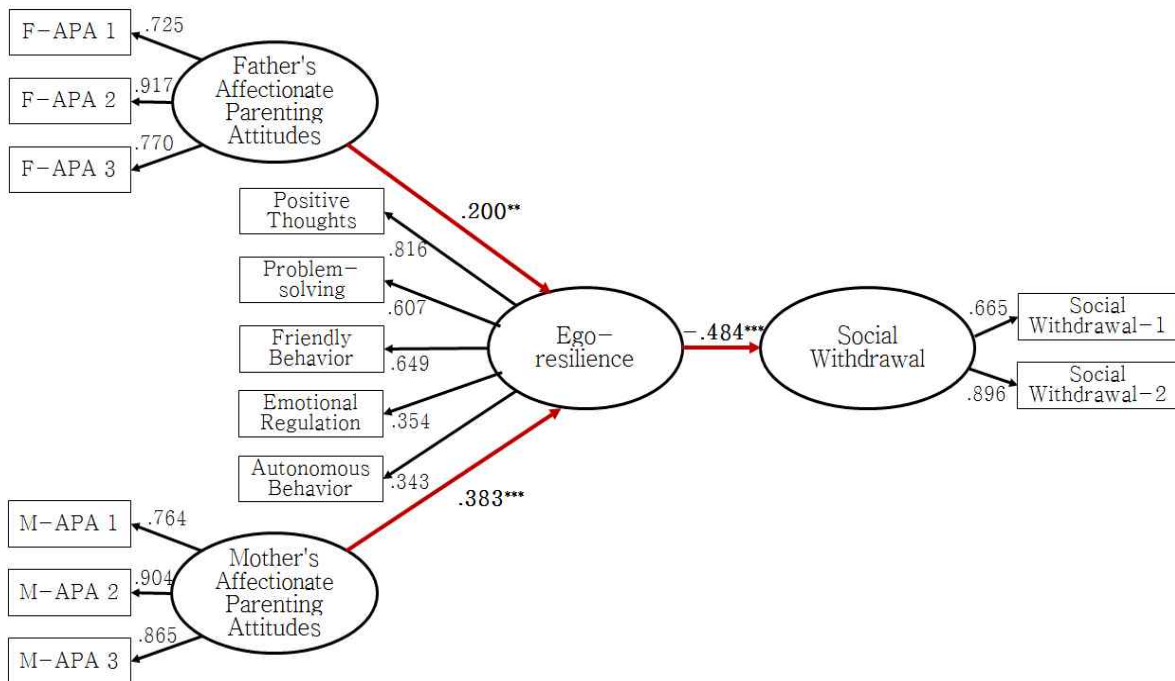 F-APA 1
.725
F-APA 2
.917
F-APA 3
.770
Father's
Affectionate
Parenting
Attitudes
.200**
Positive
Thoughts
.816
Problem-
solving
.607
Friendly
Behavior
.649
Emotional
Regulation
.354
Autonomous
Behavior
.343
Ego-
resilience
-.484***
Social
Withdrawal
.665
Social
Withdrawal-1
.896
Social
Withdrawal-2
.383***
M-APA 1
.764
M-APA 2
.904
M-APA 3
.865
Mother's
Affectionate
Parenting
Attitudes